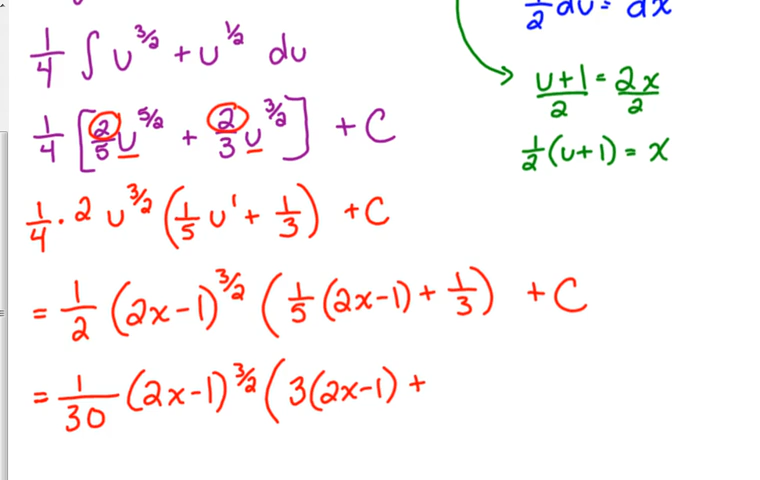 1/2 du = dx
1/4 ∫ u^3/2 + u^1/2 du
u+1/2 = 2x/2
1/4 [2/5 u^5/2 + 2/3 u^3/2] + C
1/2 (u+1) = x
1/4 · 2 u^3/2 (1/5 u^1 + 1/3) + C
= 1/2 (2x-1)^3/2 (1/5 (2x-1) + 1/3) + C
= 1/30 (2x-1)^3/2 (3(2x-1) +